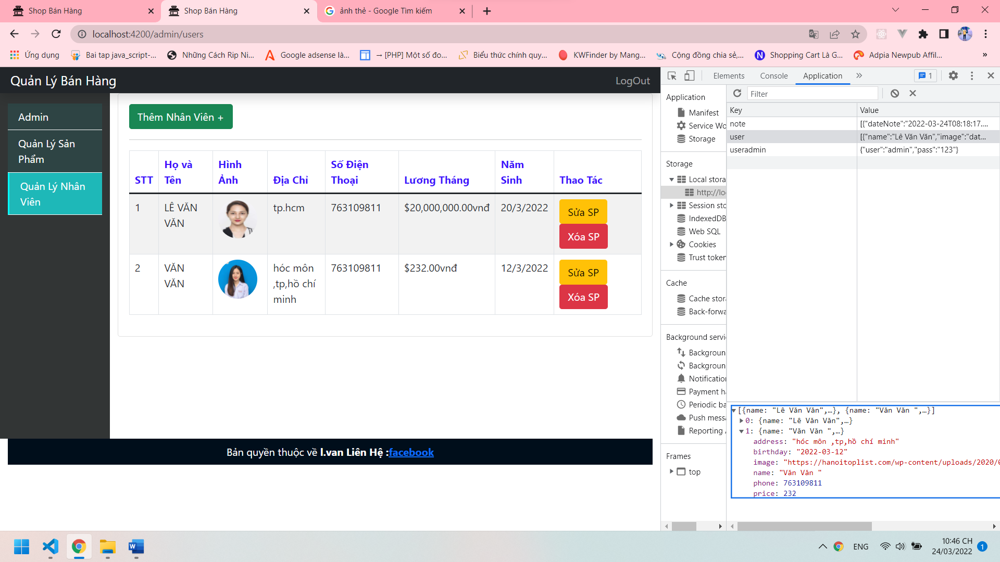 Shop Bán Hàng
Shop Bán Hàng
ảnh thẻ - Google Tìm kiếm
localhost:4200/admin/users
Ứng dụng
Bai tap java_script-...
Những Cách Rip Ni...
Google adsense là...
→ [PHP] Một số đo...
Biểu thức chính quy...
KWFinder by Mang...
Cộng đồng chia sẻ,...
Shopping Cart Là G...
Adpia Newpub Affil...
»
Quản Lý Bán Hàng
LogOut
Admin
Quản Lý Sản
Phẩm
Quản Lý Nhân
Viên
Thêm Nhân Viên +
STT
Họ và
Tên
Hình
Ảnh
Địa Chỉ
Số Điện
Thoại
Lương Tháng
Năm
Sinh
Thao Tác
1
LÊ VĂN
VĂN
tp.hcm
763109811
$20,000,000.00vnđ
20/3/2022
Sửa SP
Xóa SP
2
VĂN
VĂN
hóc môn
,tp,hồ chí
minh
763109811
$232.00vnđ
12/3/2022
Sửa SP
Xóa SP
Bản quyền thuộc về l.van Liên Hệ :facebook
Elements
Console
Application
»
1
Application
Manifest
Service Wo
Storage
Storage
Local stora
http://lo
Session sto
IndexedDB
Web SQL
Cookies
Trust token
Cache
Cache stor
Back-forwa
Background servi
Backgroun
Backgroun
Notification
Payment ha
Periodic ba
Push messa
Reporting A
Frames
top
Filter
Key
Value
note
[{"dateNote":"2022-03-24T08:18:17....
user
[{"name":"Lê Văn Văn","image":"dat...
useradmin
{"user":"admin","pass":"123"}
[{name: "Lê Văn Văn",…}, {name: "Văn Văn ",…}]
0: {name: "Lê Văn Văn",…}
1: {name: "Văn Văn ",…}
address: "hóc môn ,tp,hồ chí minh"
birthday: "2022-03-12"
image: "https://hanoitoplist.com/wp-content/uploads/2020/0
name: "Văn Văn "
phone: 763109811
price: 232
ENG
10:46 CH
24/03/2022
1